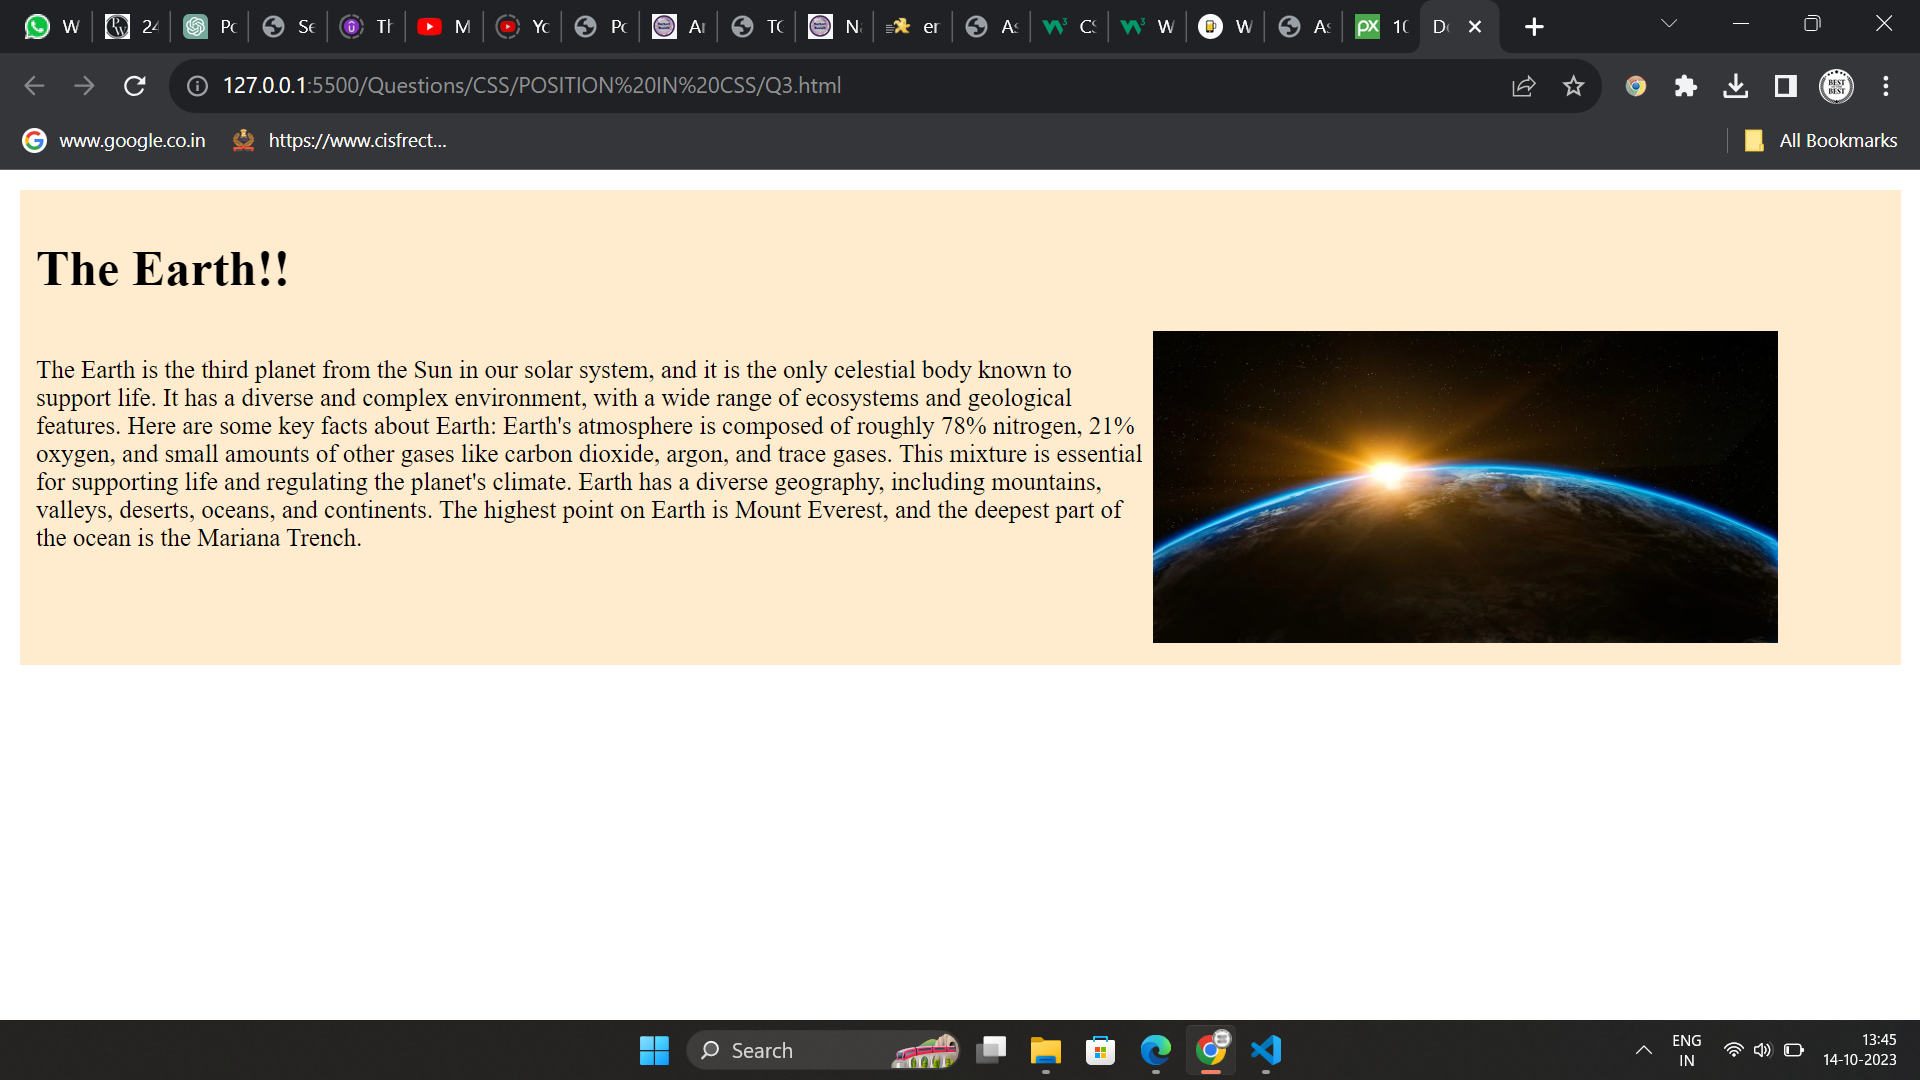 W 24 Po Se Th M Yo Po Ar TC Na er As CS W W As 10 Do
127.0.0.1:5500/Questions/CSS/POSITION%20IN%20CSS/Q3.html
BEST BEST
www.google.co.in https://www.cisfrect... All Bookmarks
The Earth!!
The Earth is the third planet from the Sun in our solar system, and it is the only celestial body known to
support life. It has a diverse and complex environment, with a wide range of ecosystems and geological
features. Here are some key facts about Earth: Earth's atmosphere is composed of roughly 78% nitrogen, 21%
oxygen, and small amounts of other gases like carbon dioxide, argon, and trace gases. This mixture is essential
for supporting life and regulating the planet's climate. Earth has a diverse geography, including mountains,
valleys, deserts, oceans, and continents. The highest point on Earth is Mount Everest, and the deepest part of
the ocean is the Mariana Trench.
Search
ENG
IN
13:45
14-10-2023